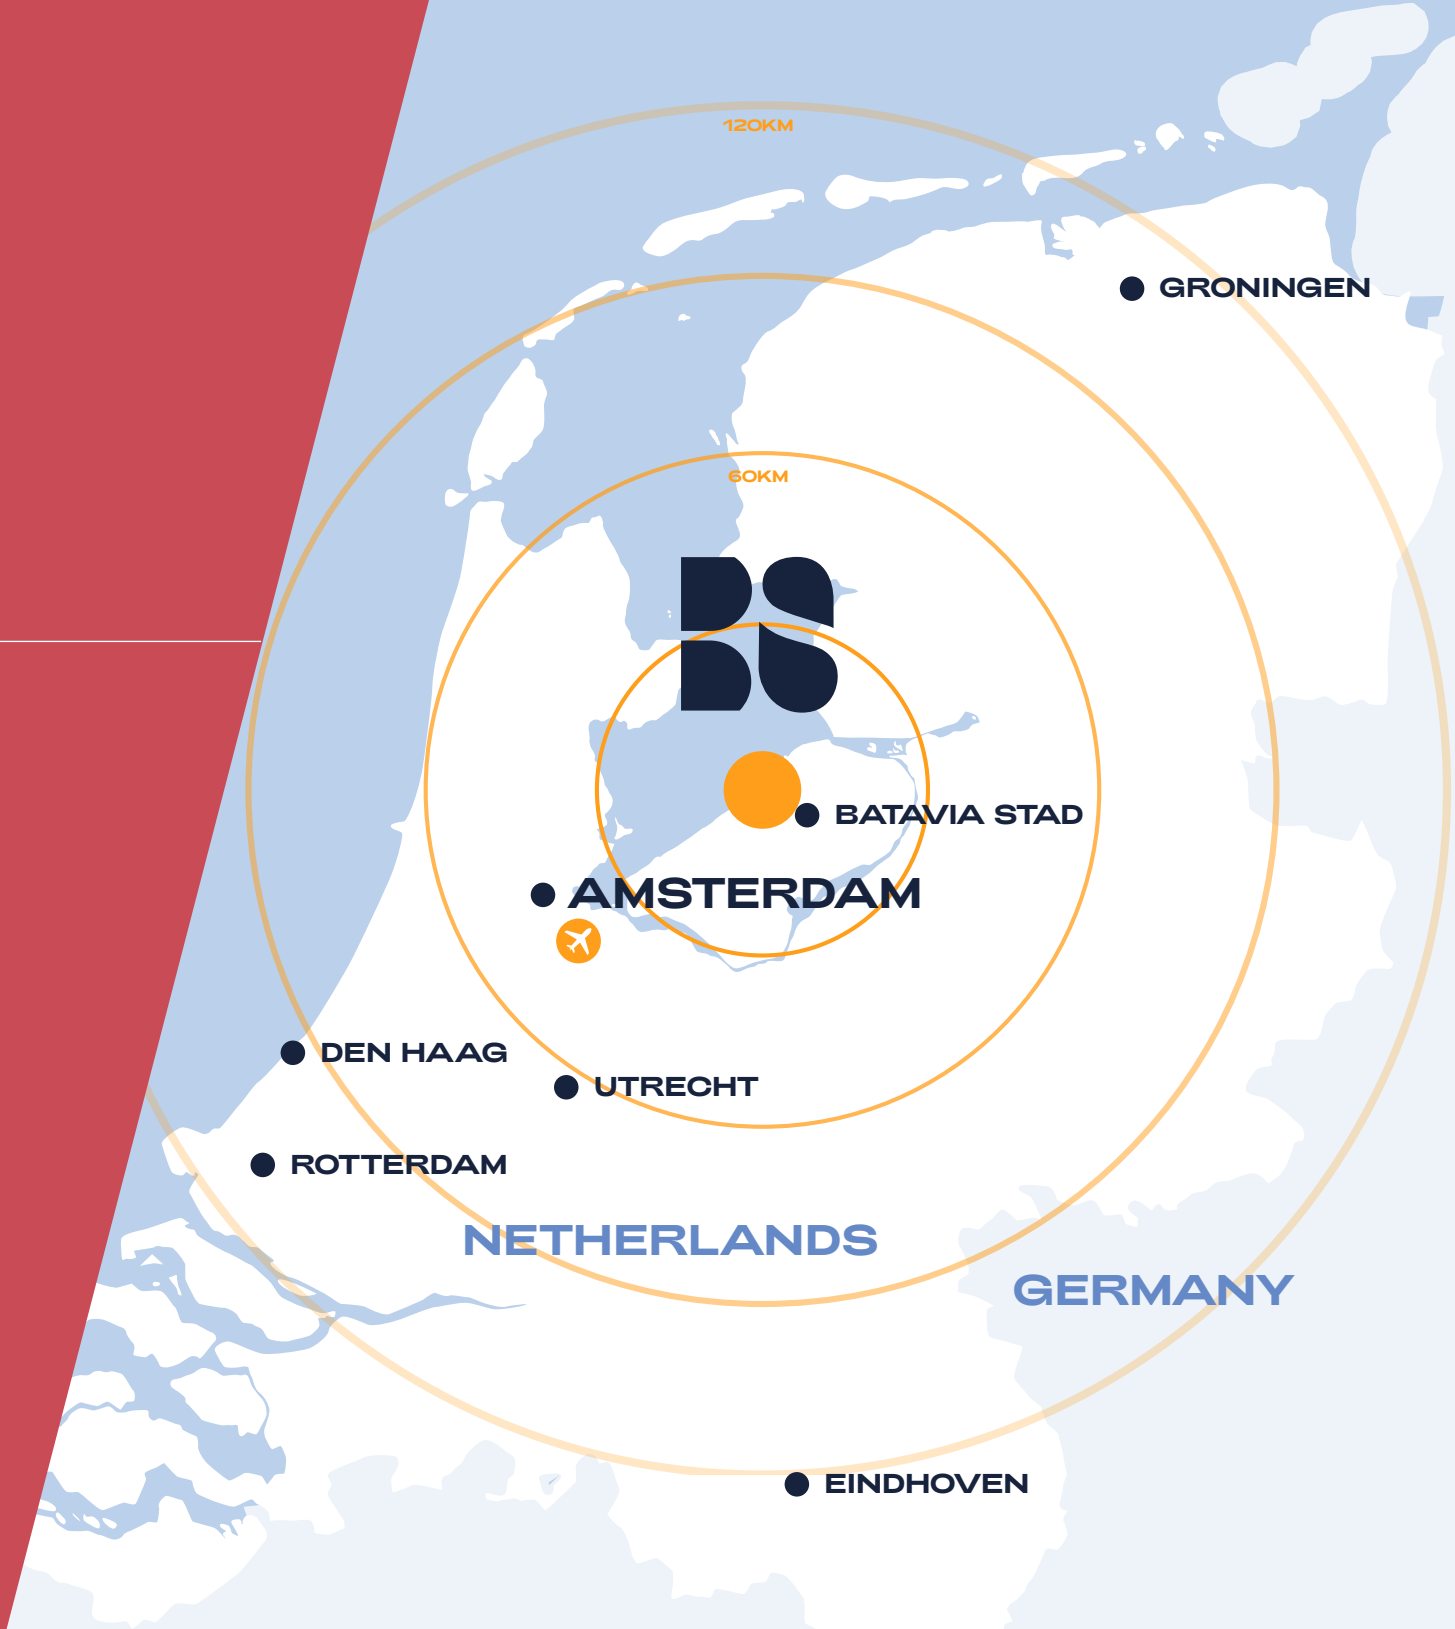 120KM
GRONINGEN
60KM
BATAVIA STAD
AMSTERDAM
DEN HAAG
UTRECHT
ROTTERDAM
NETHERLANDS
GERMANY
EINDHOVEN